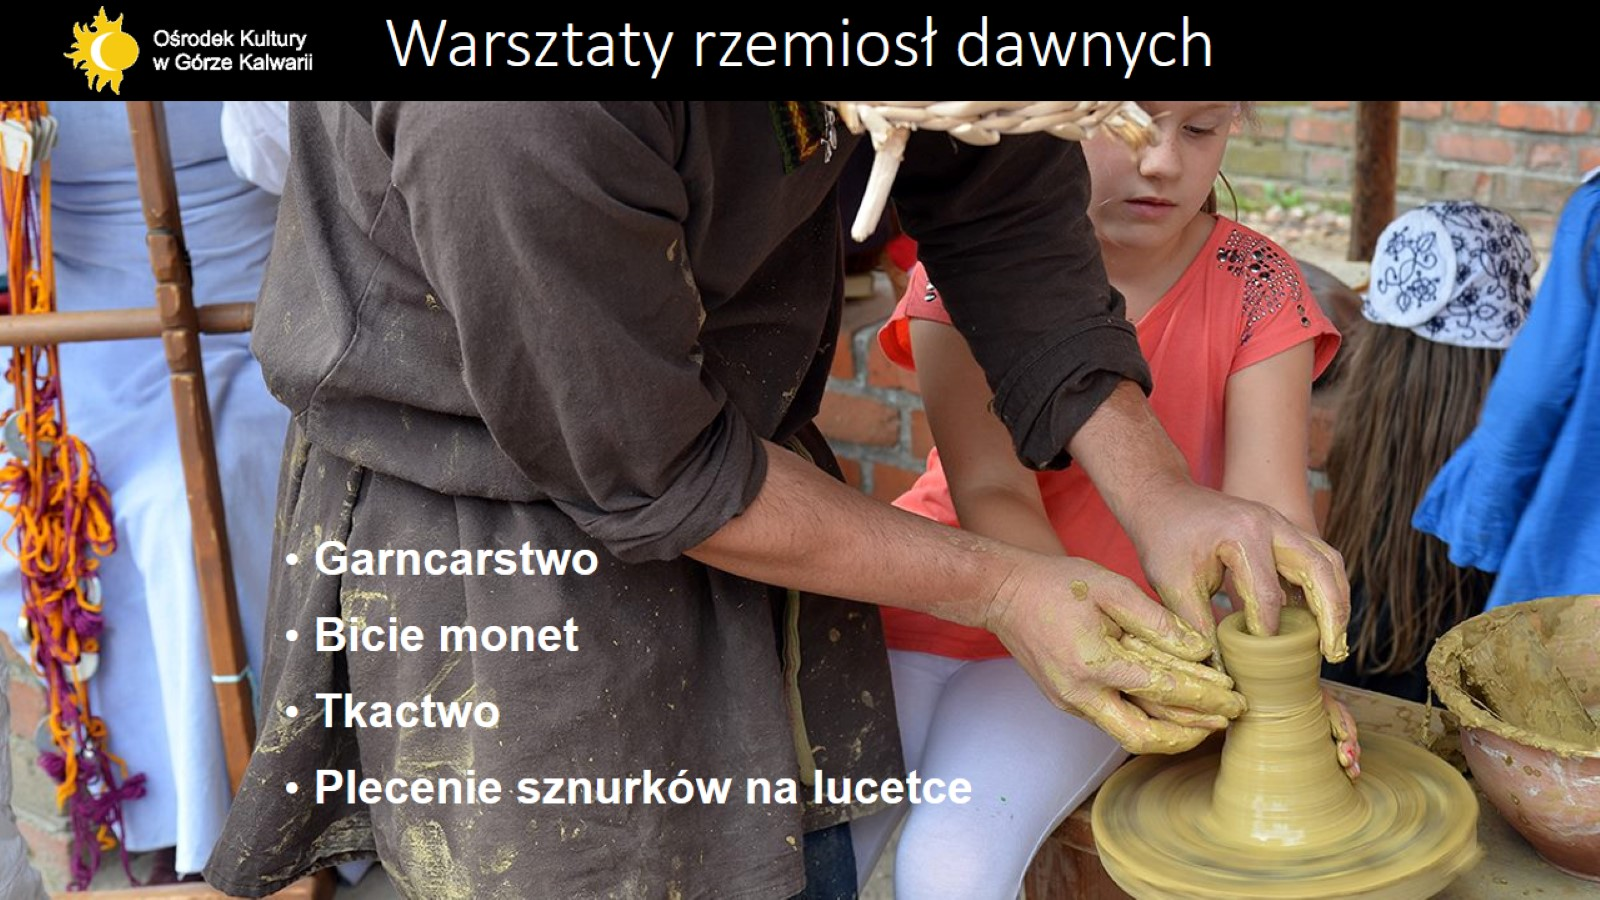 Ośrodek Kultury
w Górze Kalwarii
Warsztaty rzemiosł dawnych
• Garncarstwo
• Bicie monet
• Tkactwo
• Plecenie sznurków na lucetce